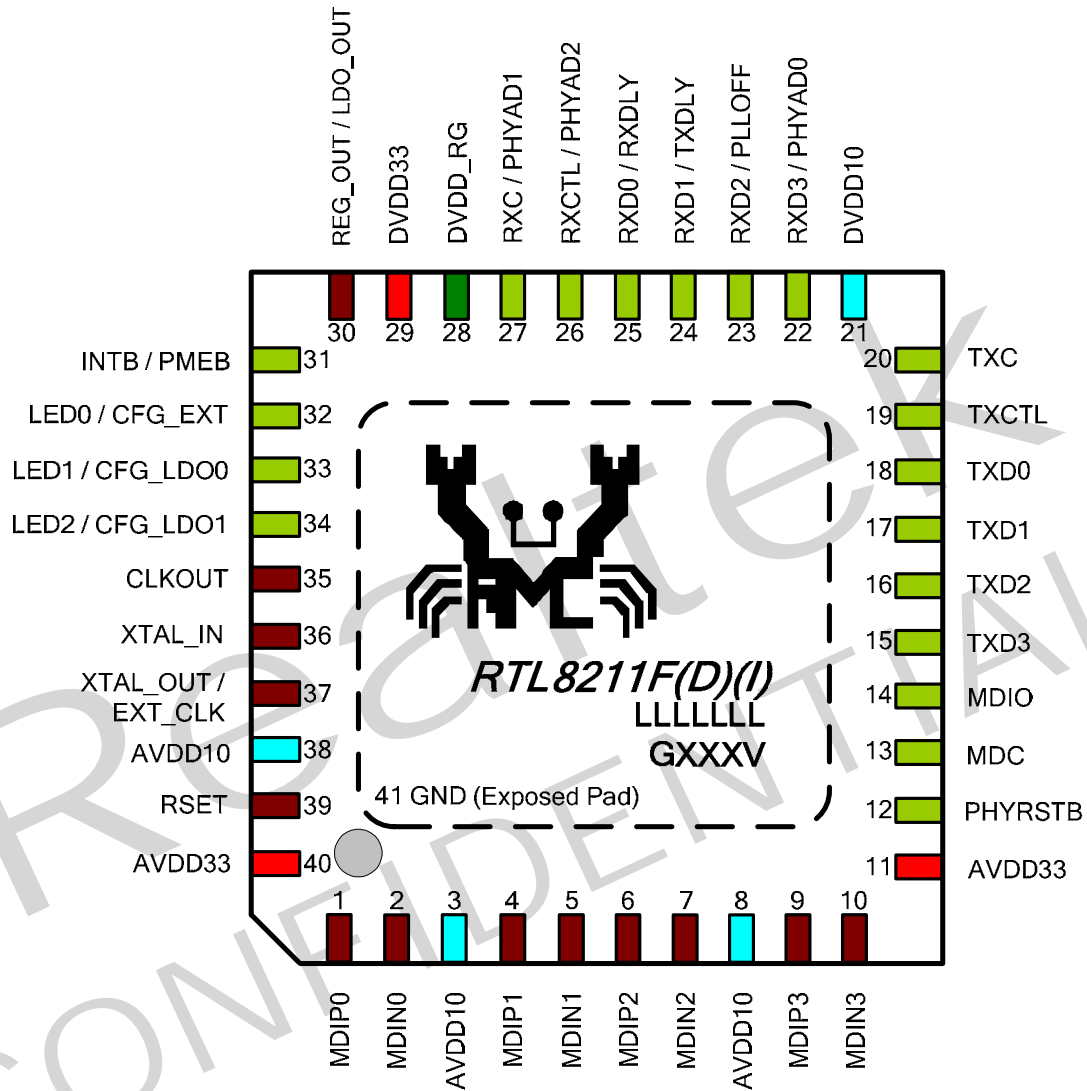 REG_OUT / LDO_OUT
DVDD33
DVDD_RG
RXC / PHYAD1
RXCTL / PHYAD2
RXD0 / RXDLY
RXD1 / TXDLY
RXD2 / PLLOFF
RXD3 / PHYAD0
DVDD10
30
29
28
27
26
25
24
23
22
21
INTB / PMEB
31
LED0 / CFG_EXT
32
LED1 / CFG_LDO0
33
LED2 / CFG_LDO1
34
CLKOUT
35
XTAL_IN
36
XTAL_OUT /
EXT_CLK
37
AVDD10
38
RSET
39
AVDD33
40
RTL8211F(D)(I)
LLLLLLL
GXXXV
41 GND (Exposed Pad)
20
TXC
19
TXCTL
18
TXD0
17
TXD1
16
TXD2
15
TXD3
14
MDIO
13
MDC
12
PHYRSTB
11
AVDD33
1
2
3
4
5
6
7
8
9
10
MDIP0
MDIN0
AVDD10
MDIP1
MDIN1
MDIP2
MDIN2
AVDD10
MDIP3
MDIN3
Realtek
CONFIDENTIAL